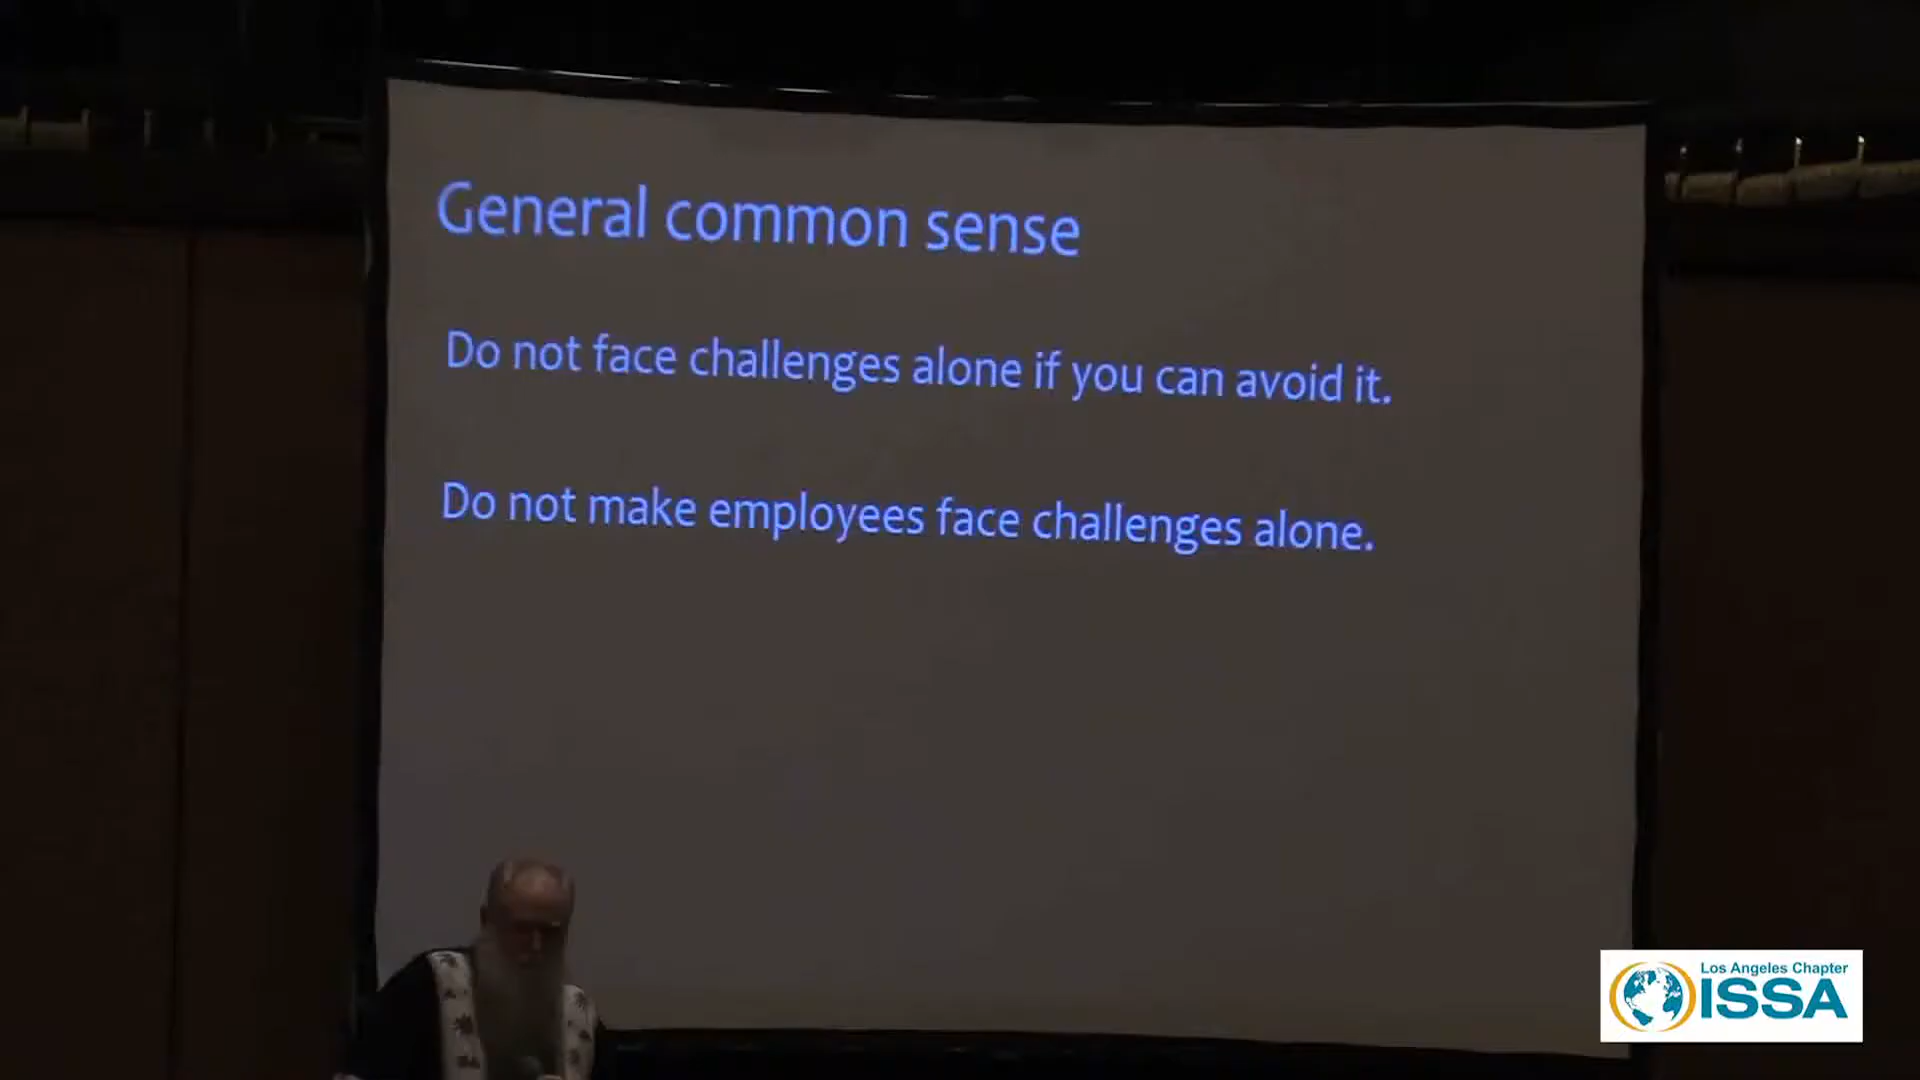 General common sense
Do not face challenges alone if you can avoid it.
Do not make employees face challenges alone.
Los Angeles Chapter
ISSA